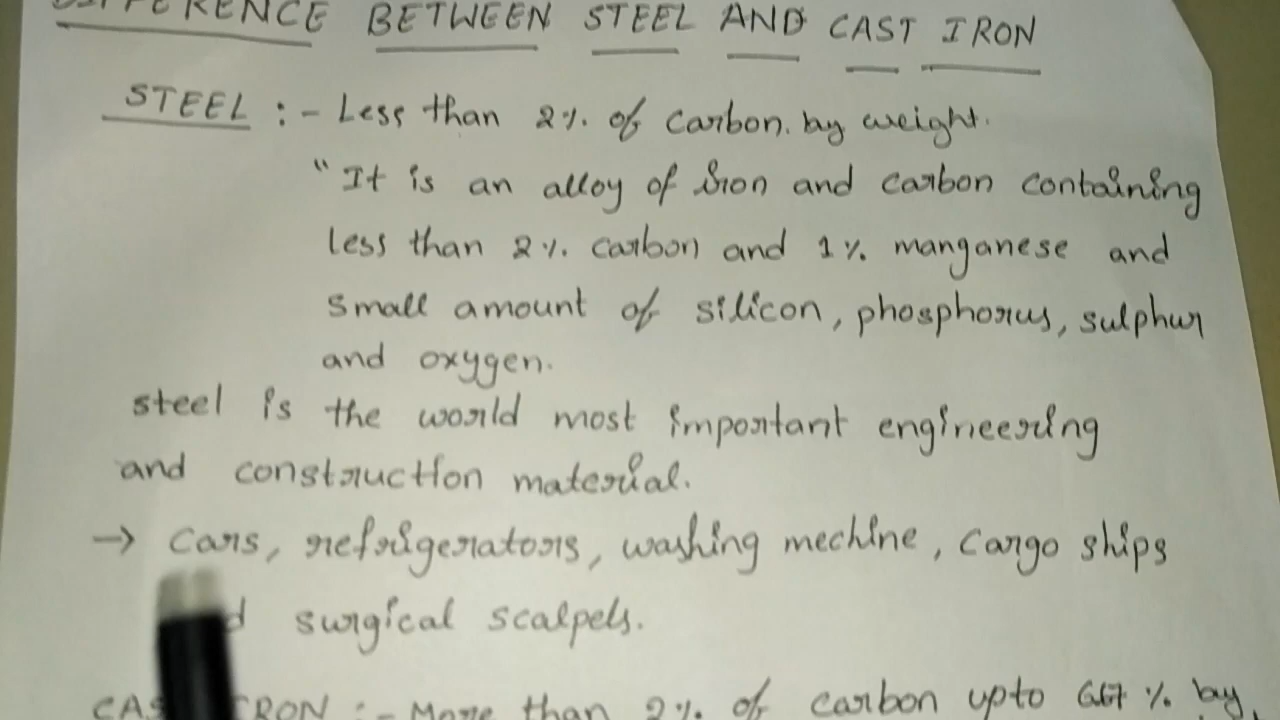 DIFFERENCE BETWEEN STEEL AND CAST IRON
STEEL :- Less than 2%. of carbon. by weight.
"It is an alloy of iron and carbon containing
less than 2%. carbon and 1%. manganese and
small amount of silicon, phosphorus, sulphur
and oxygen.
steel is the world most important engineering
and construction material.
→ cars, refrigerators, washing mechine, cargo ships
surgical scalpels.
IRON :- More than 2%. of carbon upto % by